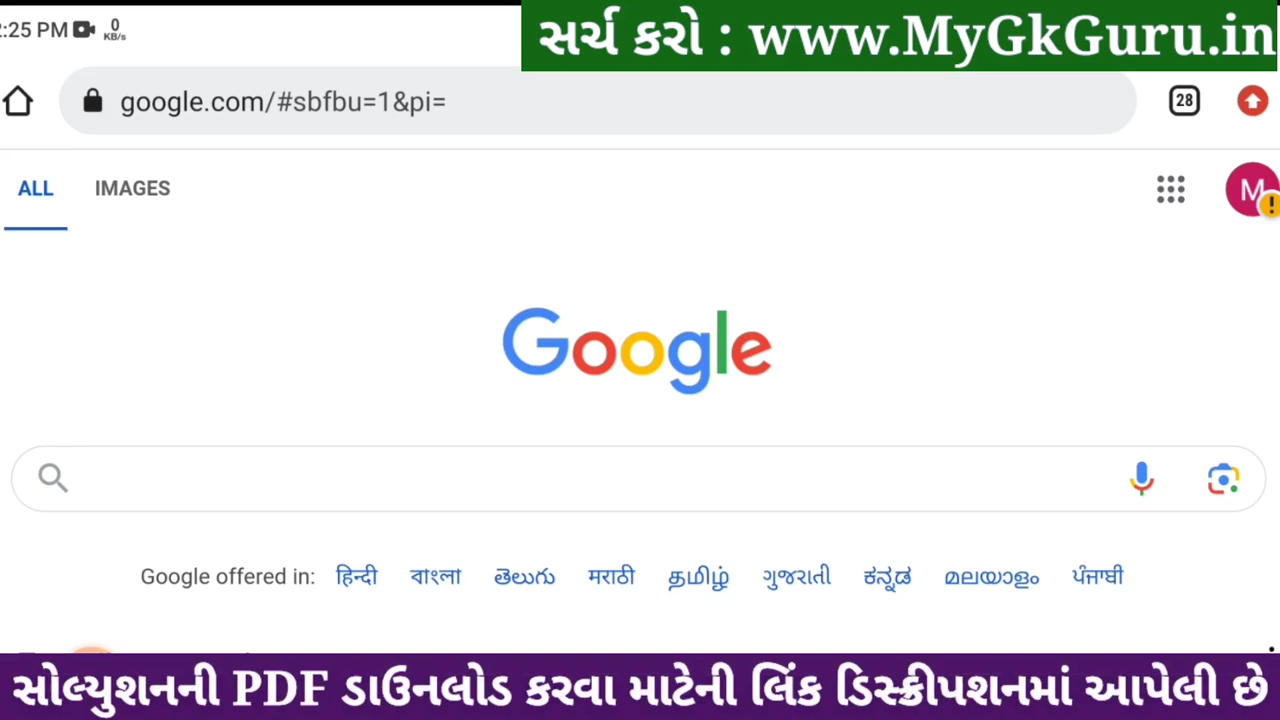 :25 PM 0 KB/s
સર્ચ કરો : www.MyGkGuru.in
google.com/#sbfbu=1&pi=
28
ALL IMAGES
M
Google
Google offered in: हिन्दी বাংলা తెలుగు मराठी தமிழ் ગુજરાતી ಕನ್ನಡ മലയാളം ਪੰਜਾਬੀ
સોલ્યુશનની PDF ડાઉનલોડ કરવા માટેની લિંક ડિસ્ક્રીપશનમાં આપેલી છે